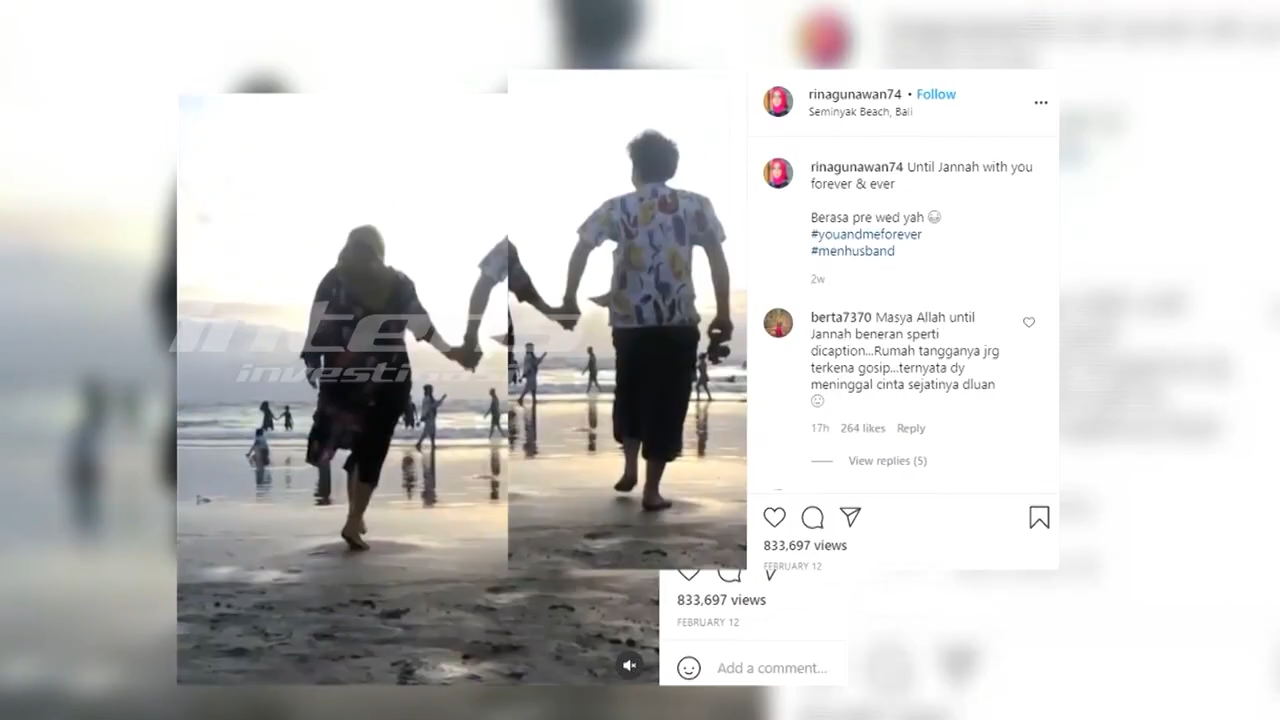 rinagunawan74 • Follow
Seminyak Beach, Bali
rinagunawan74 Until Jannah with you
forever & ever
Berasa pre wed yah 😂
#youandmeforever
#menhusband
2w
berta7370 Masya Allah until
Jannah beneran sperti
dicaption...Rumah tangganya jrg
terkena gosip...ternyata dy
meninggal cinta sejatinya dluan
17h 264 likes Reply
View replies (5)
833,697 views
FEBRUARY 12
833,697 views
FEBRUARY 12
Add a comment...
intens
investigasi